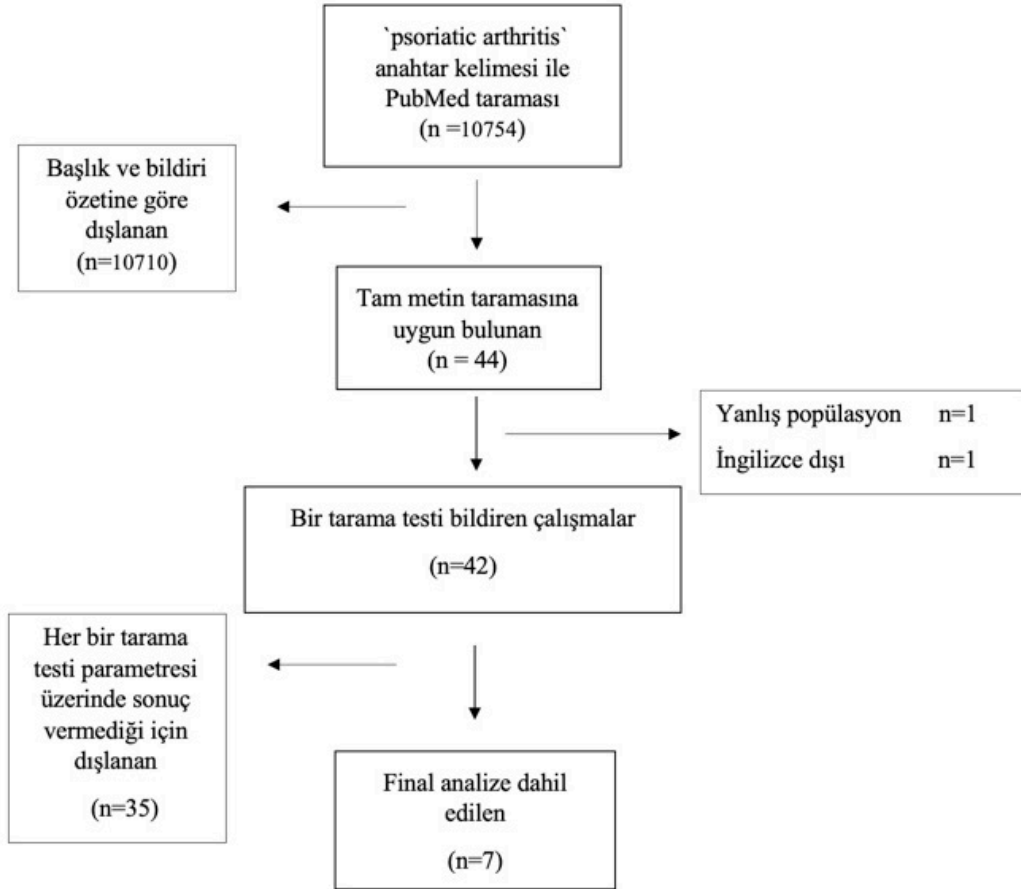 `psoriatic arthritis`
anahtar kelimesi ile
PubMed taraması
(n =10754)
Başlık ve bildiri
özetine göre
dışlanan
(n=10710)
Tam metin taramasına
uygun bulunan
(n = 44)
Yanlış popülasyon n=1
İngilizce dışı n=1
Bir tarama testi bildiren çalışmalar
(n=42)
Her bir tarama
testi parametresi
üzerinde sonuç
vermediği için
dışlanan
(n=35)
Final analize dahil
edilen
(n=7)